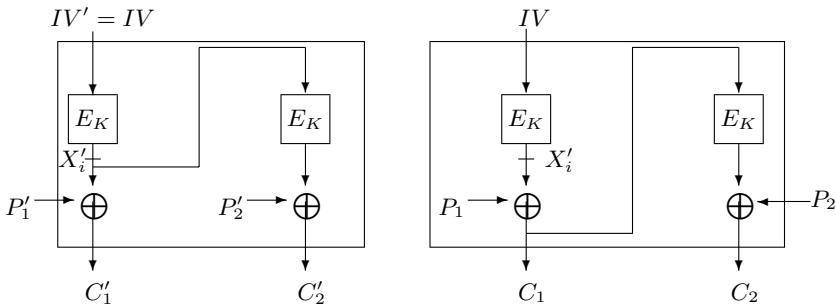 IV′ = IV
IV
E_K
E_K
E_K
E_K
X′_i
X′_i
P′_1
P′_2
P_1
P_2
C′_1
C′_2
C_1
C_2